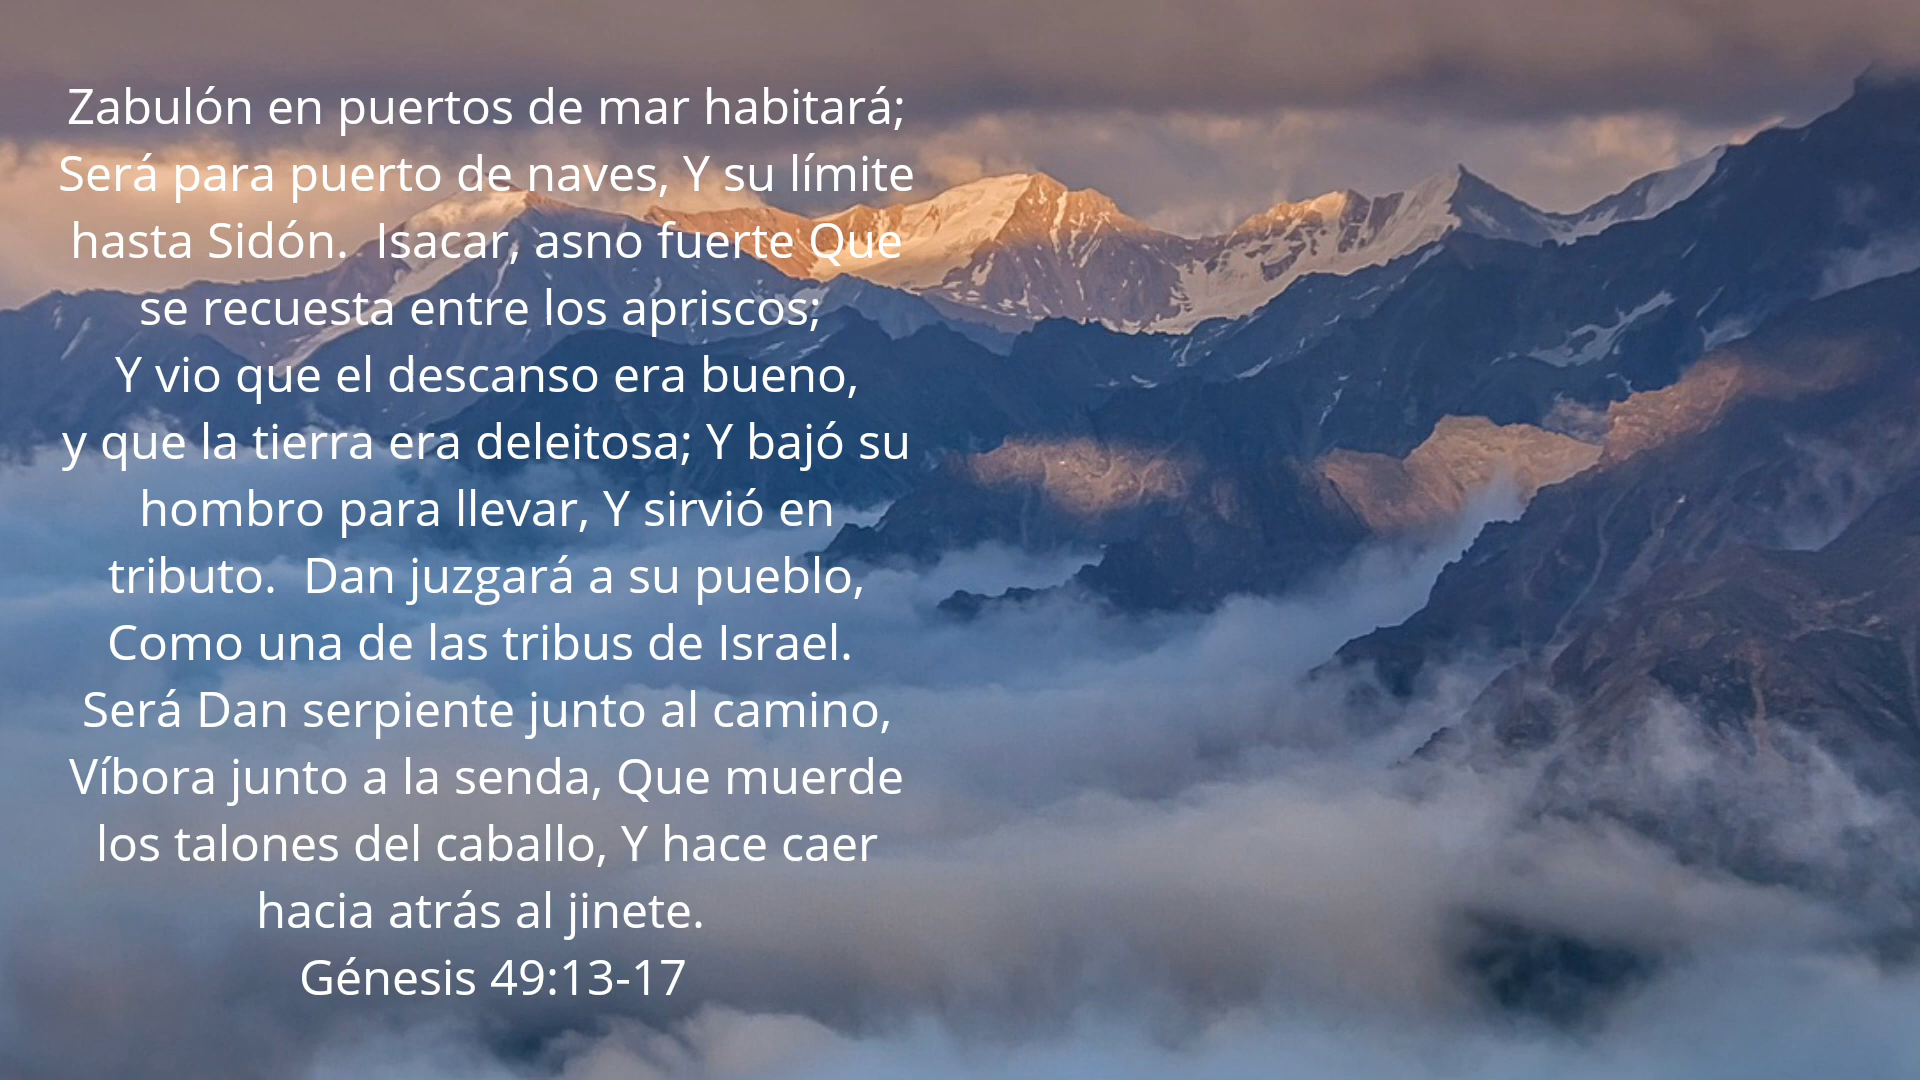 Zabulón en puertos de mar habitará;
Será para puerto de naves, Y su límite
hasta Sidón.  Isacar, asno fuerte Que
se recuesta entre los apriscos;
Y vio que el descanso era bueno,
y que la tierra era deleitosa; Y bajó su
hombro para llevar, Y sirvió en
tributo.  Dan juzgará a su pueblo,
Como una de las tribus de Israel.
Será Dan serpiente junto al camino,
Víbora junto a la senda, Que muerde
los talones del caballo, Y hace caer
hacia atrás al jinete.
Génesis 49:13-17